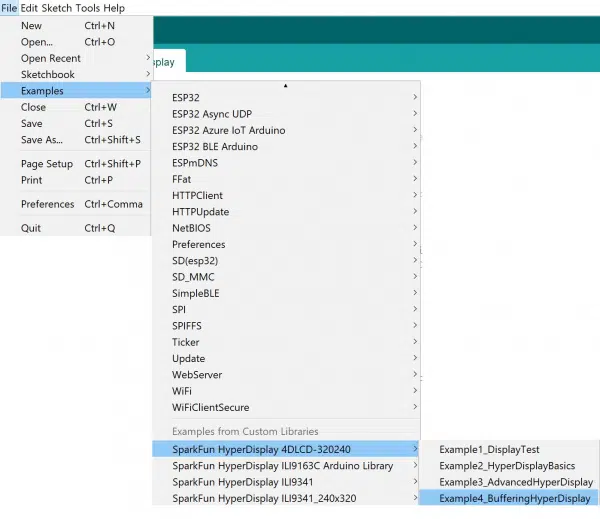 File Edit Sketch Tools Help
New Ctrl+N
Open... Ctrl+O
Open Recent
Sketchbook
Examples
Close Ctrl+W
Save Ctrl+S
Save As... Ctrl+Shift+S
Page Setup Ctrl+Shift+P
Print Ctrl+P
Preferences Ctrl+Comma
Quit Ctrl+Q
splay
ESP32
ESP32 Async UDP
ESP32 Azure IoT Arduino
ESP32 BLE Arduino
ESPmDNS
FFat
HTTPClient
HTTPUpdate
NetBIOS
Preferences
SD(esp32)
SD_MMC
SimpleBLE
SPI
SPIFFS
Ticker
Update
WebServer
WiFi
WiFiClientSecure
Examples from Custom Libraries
SparkFun HyperDisplay 4DLCD-320240
SparkFun HyperDisplay ILI9163C Arduino Library
SparkFun HyperDisplay ILI9341
SparkFun HyperDisplay ILI9341_240x320
Example1_DisplayTest
Example2_HyperDisplayBasics
Example3_AdvancedHyperDisplay
Example4_BufferingHyperDisplay